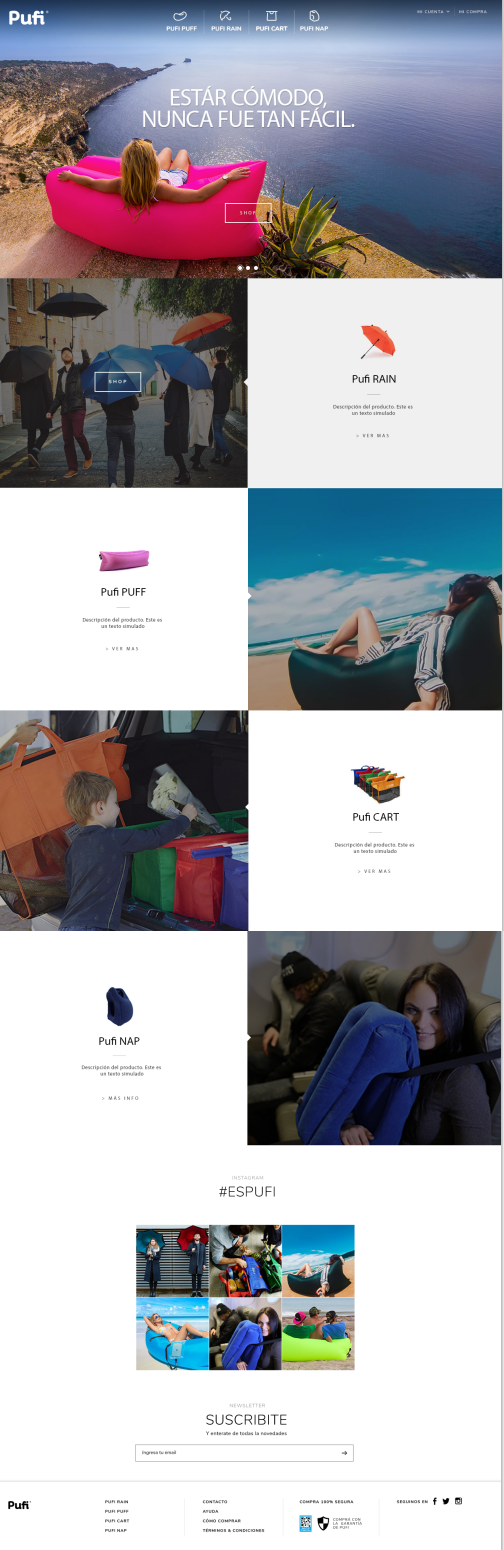 Pufi
PUFI PUFF
PUFI RAIN
PUFI CART
PUFI NAP
MI CUENTA
MI COMPRA
ESTÁR CÓMODO,
NUNCA FUE TAN FÁCIL.
SHOP
SHOP
Pufi RAIN
Descripción del producto. Este es
un texto simulado
> VER MAS
Pufi PUFF
Descripción del producto. Este es
un texto simulado
> VER MAS
Pufi CART
Descripción del producto. Este es
un texto simulado
> VER MAS
Pufi NAP
Descripción del producto. Este es
un texto simulado
> MÁS INFO
INSTAGRAM
#ESPUFI
NEWSLETTER
SUSCRIBITE
Y enterate de todas la novedades
Ingresa tu email
Pufi
PUFI RAIN
PUFI PUFF
PUFI CART
PUFI NAP
CONTACTO
AYUDA
CÓMO COMPRAR
TÉRMINOS & CONDICIONES
COMPRA 100% SEGURA
COMPRÁ CON
LA GARANTÍA
DE PUFI
SEGUINOS EN